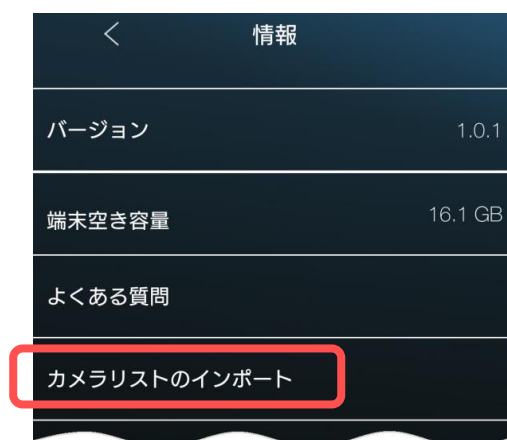 情報
バージョン 1.0.1
端末空き容量 16.1 GB
よくある質問
カメラリストのインポート